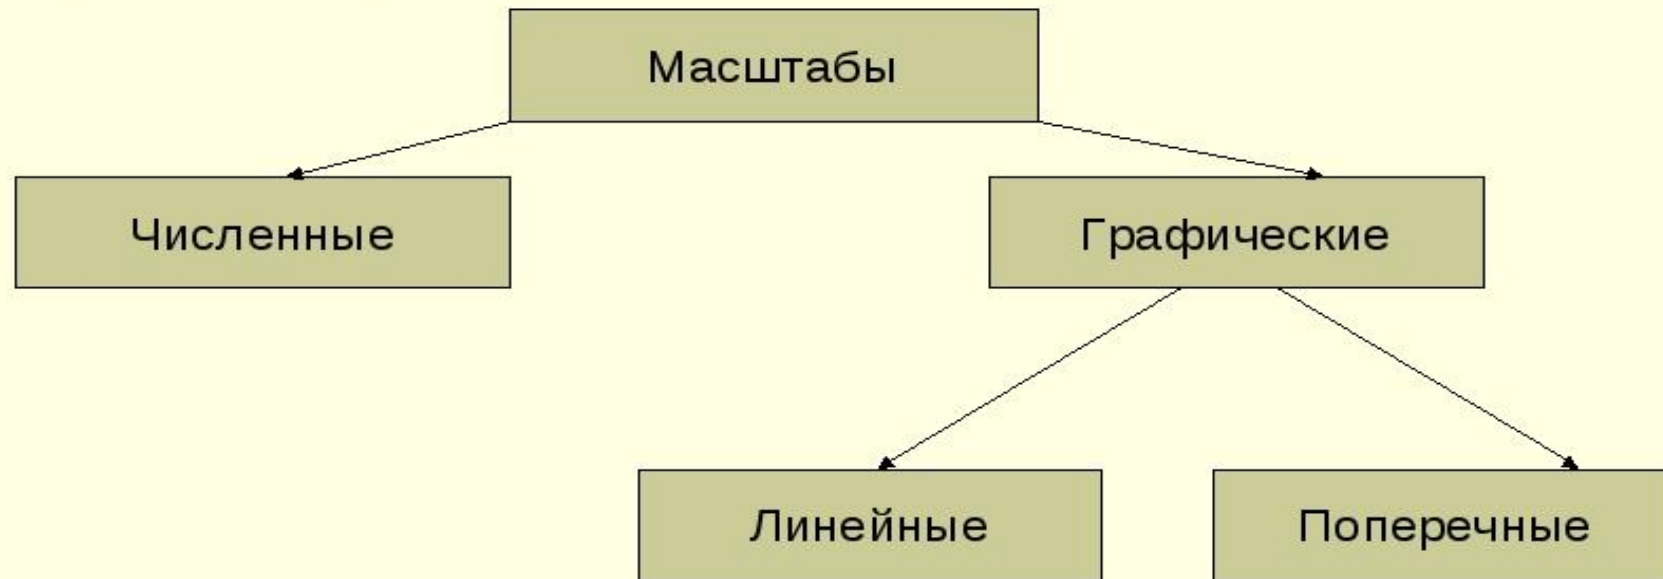 Масштабы
Численные
Графические
Линейные
Поперечные